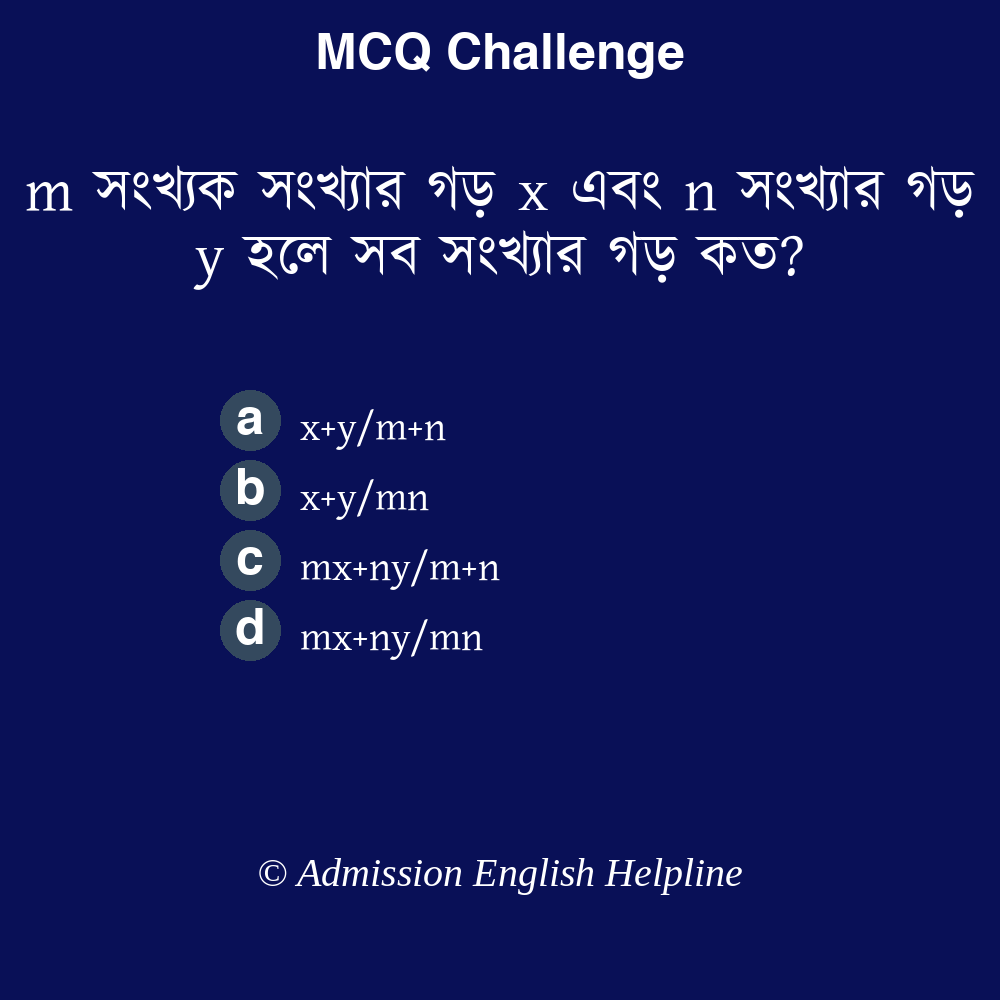 MCQ Challenge
m সংখ্যক সংখ্যার গড় x এবং n সংখ্যার গড়
y হলে সব সংখ্যার গড় কত?
a x+y/m+n
b x+y/mn
c mx+ny/m+n
d mx+ny/mn
© Admission English Helpline